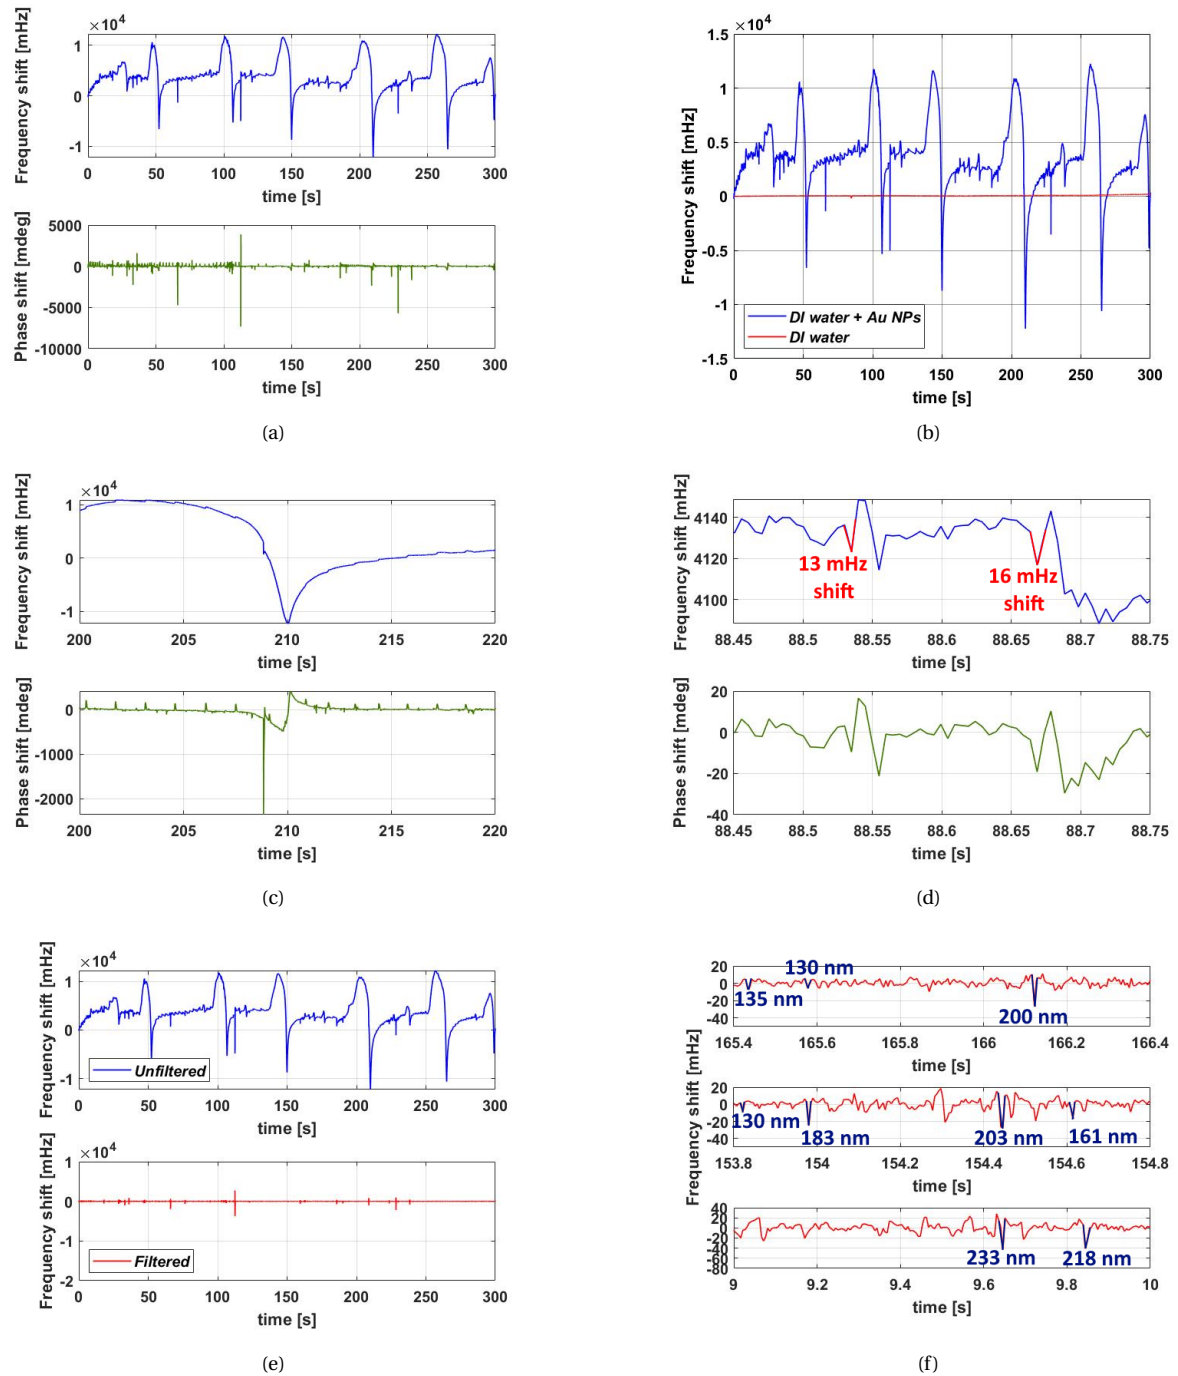 Frequency shift [mHz]
×10^4
1
0
-1
0 50 100 150 200 250 300
time [s]
Phase shift [mdeg]
5000
0
-5000
-10000
0 50 100 150 200 250 300
time [s]
(a)
Frequency shift [mHz]
×10^4
1.5
1
0.5
0
-0.5
-1
-1.5
DI water + Au NPs
DI water
0 50 100 150 200 250 300
time [s]
(b)
Frequency shift [mHz]
×10^4
1
0
-1
200 205 210 215 220
time [s]
Phase shift [mdeg]
0
-1000
-2000
200 205 210 215 220
time [s]
(c)
Frequency shift [mHz]
4140
4120
4100
13 mHz
shift
16 mHz
shift
88.45 88.5 88.55 88.6 88.65 88.7 88.75
time [s]
Phase shift [mdeg]
20
0
-20
-40
88.45 88.5 88.55 88.6 88.65 88.7 88.75
time [s]
(d)
Frequency shift [mHz]
×10^4
1
0
-1
Unfiltered
0 50 100 150 200 250 300
time [s]
Frequency shift [mHz]
×10^4
1
0
-1
-2
Filtered
0 50 100 150 200 250 300
time [s]
(e)
Frequency shift [mHz]
20
0
-20
-40
130 nm
135 nm
200 nm
165.4 165.6 165.8 166 166.2 166.4
time [s]
20
0
-20
-40
130 nm
183 nm
203 nm
161 nm
153.8 154 154.2 154.4 154.6 154.8
time [s]
40
20
0
-20
-40
-60
-80
233 nm
218 nm
9 9.2 9.4 9.6 9.8 10
time [s]
(f)